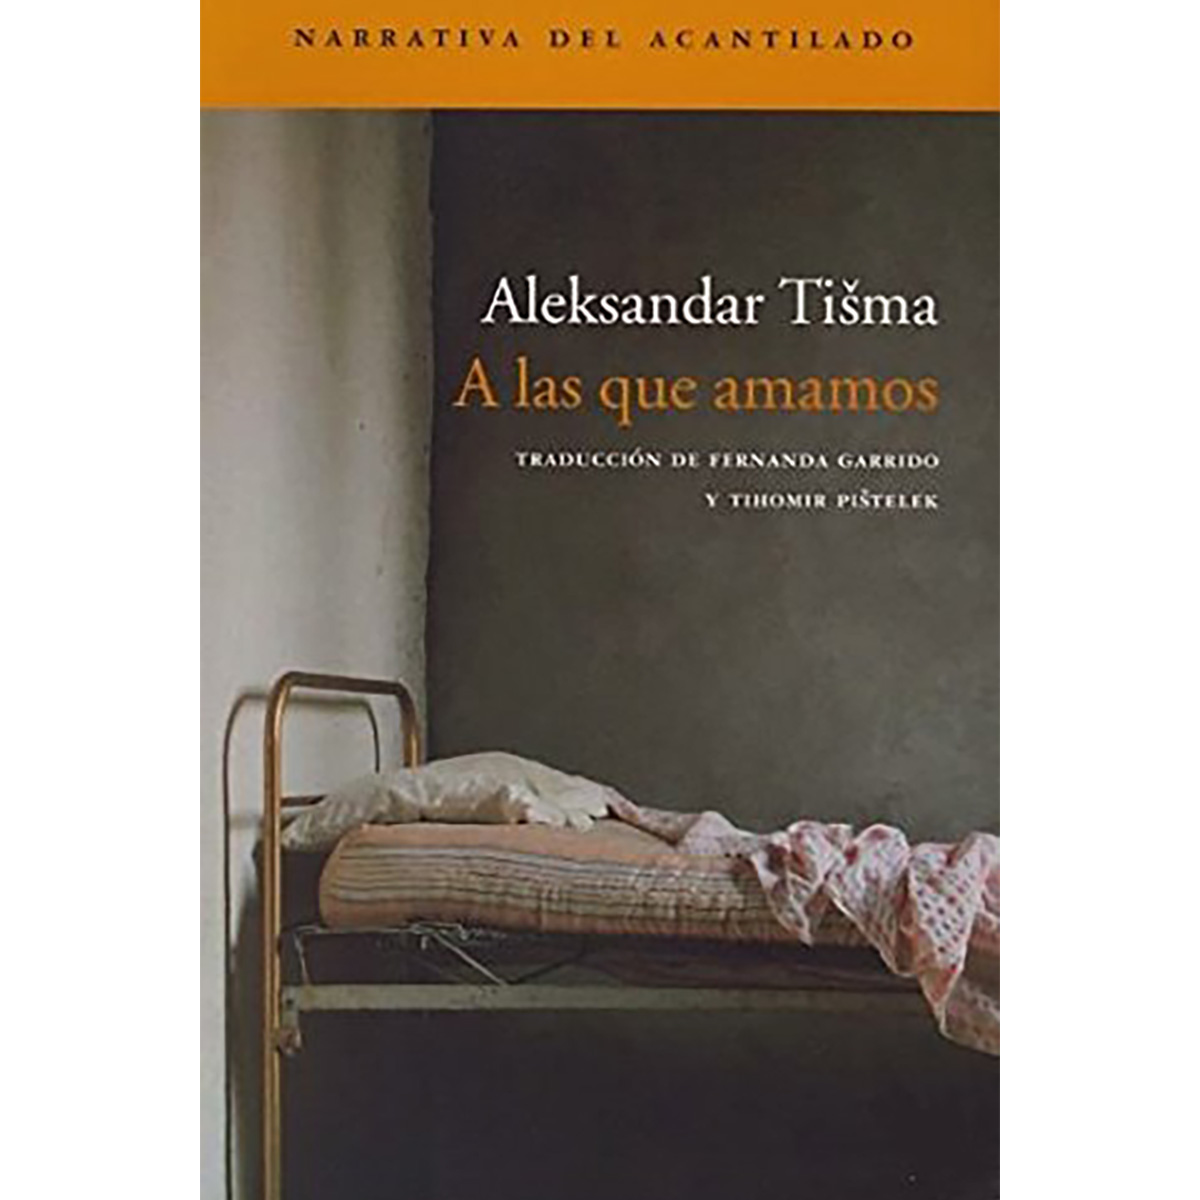 NARRATIVA DEL ACANTILADO
Aleksandar Tišma
A las que amamos
TRADUCCIÓN DE FERNANDA GARRIDO
Y TIHOMIR PIŠTELEK